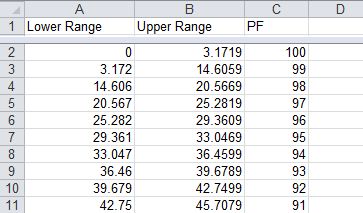 A B C D
1 Lower Range Upper Range PF
2 0 3.1719 100
3 3.172 14.6059 99
4 14.606 20.5669 98
5 20.567 25.2819 97
6 25.282 29.3609 96
7 29.361 33.0469 95
8 33.047 36.4599 94
9 36.46 39.6789 93
10 39.679 42.7499 92
11 42.75 45.7079 91